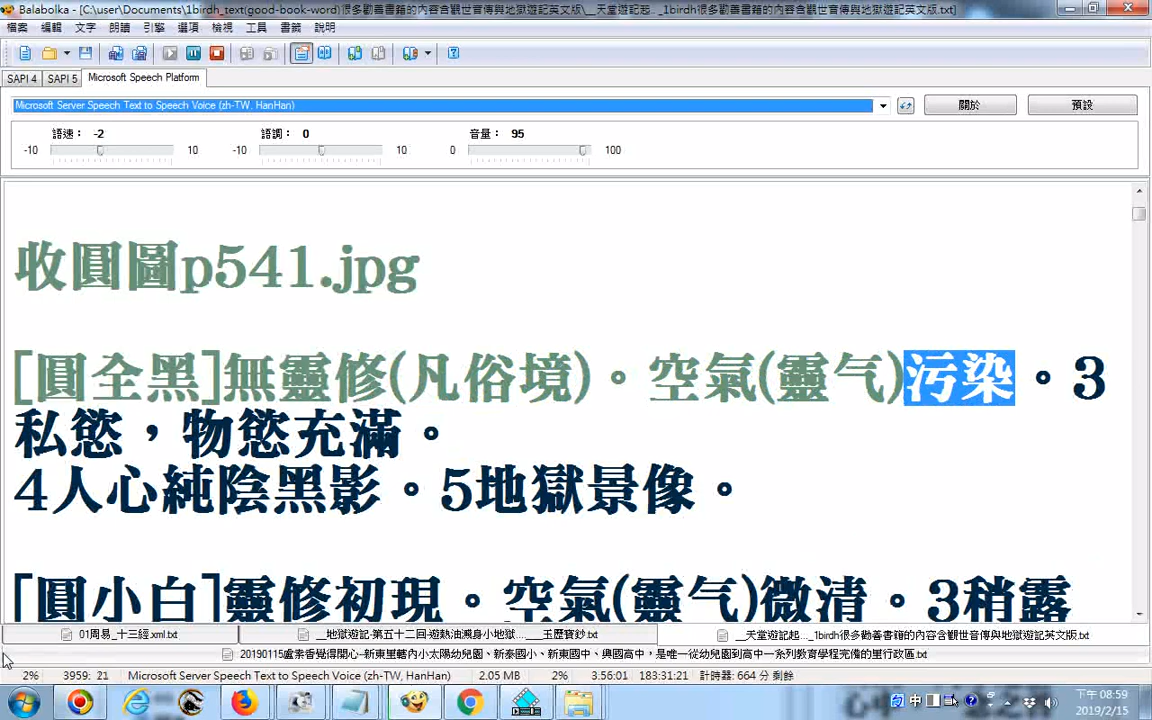 Balabolka - [C:\user\Documents\1birdh_text(good-book-word)很多勸善書籍的內容含觀世音傳與地獄遊記\__天堂遊記起..._1birdh很多勸善書籍的內容含觀世音傳與地獄遊記英文版.txt]
檔案 編輯 文字 朗讀 引擎 選項 檢視 工具 書籤 說明
SAPI 4 SAPI 5 Microsoft Speech Platform
Microsoft Server Speech Text to Speech Voice (zh-TW, HanHan) 關於 預設
語速： -2 語調： 0 音量： 95
-10 10 -10 10 0 100
收圓圖p541.jpg
[圓全黑]無靈修(凡俗境)。空氣(靈气)污染。3
私慾，物慾充滿。
4人心純陰黑影。5地獄景像。
[圓小白]靈修初現。空氣(靈气)微清。3稍露
01周易_十三經.xml.txt __地獄遊記-第五十二回-遊熱油濺身小地獄...___玉歷寶鈔.txt __天堂遊記起..._1birdh很多勸善書籍的內容含觀世音傳與地獄遊記英文版.txt
20190115盧素香覺得開心-新東里轄內小太陽幼兒園、新泰國小、新東國中、興國高中，是唯一從幼兒園到高中一系列教育學程完備的里行政區.txt
2% 3959: 21 Microsoft Server Speech Text to Speech Voice (zh-TW, HanHan) 2.05 MB 2% 3:56:01 183:31:21 計時器: 664 分 剩餘
中 下午 08:59
2019/2/15